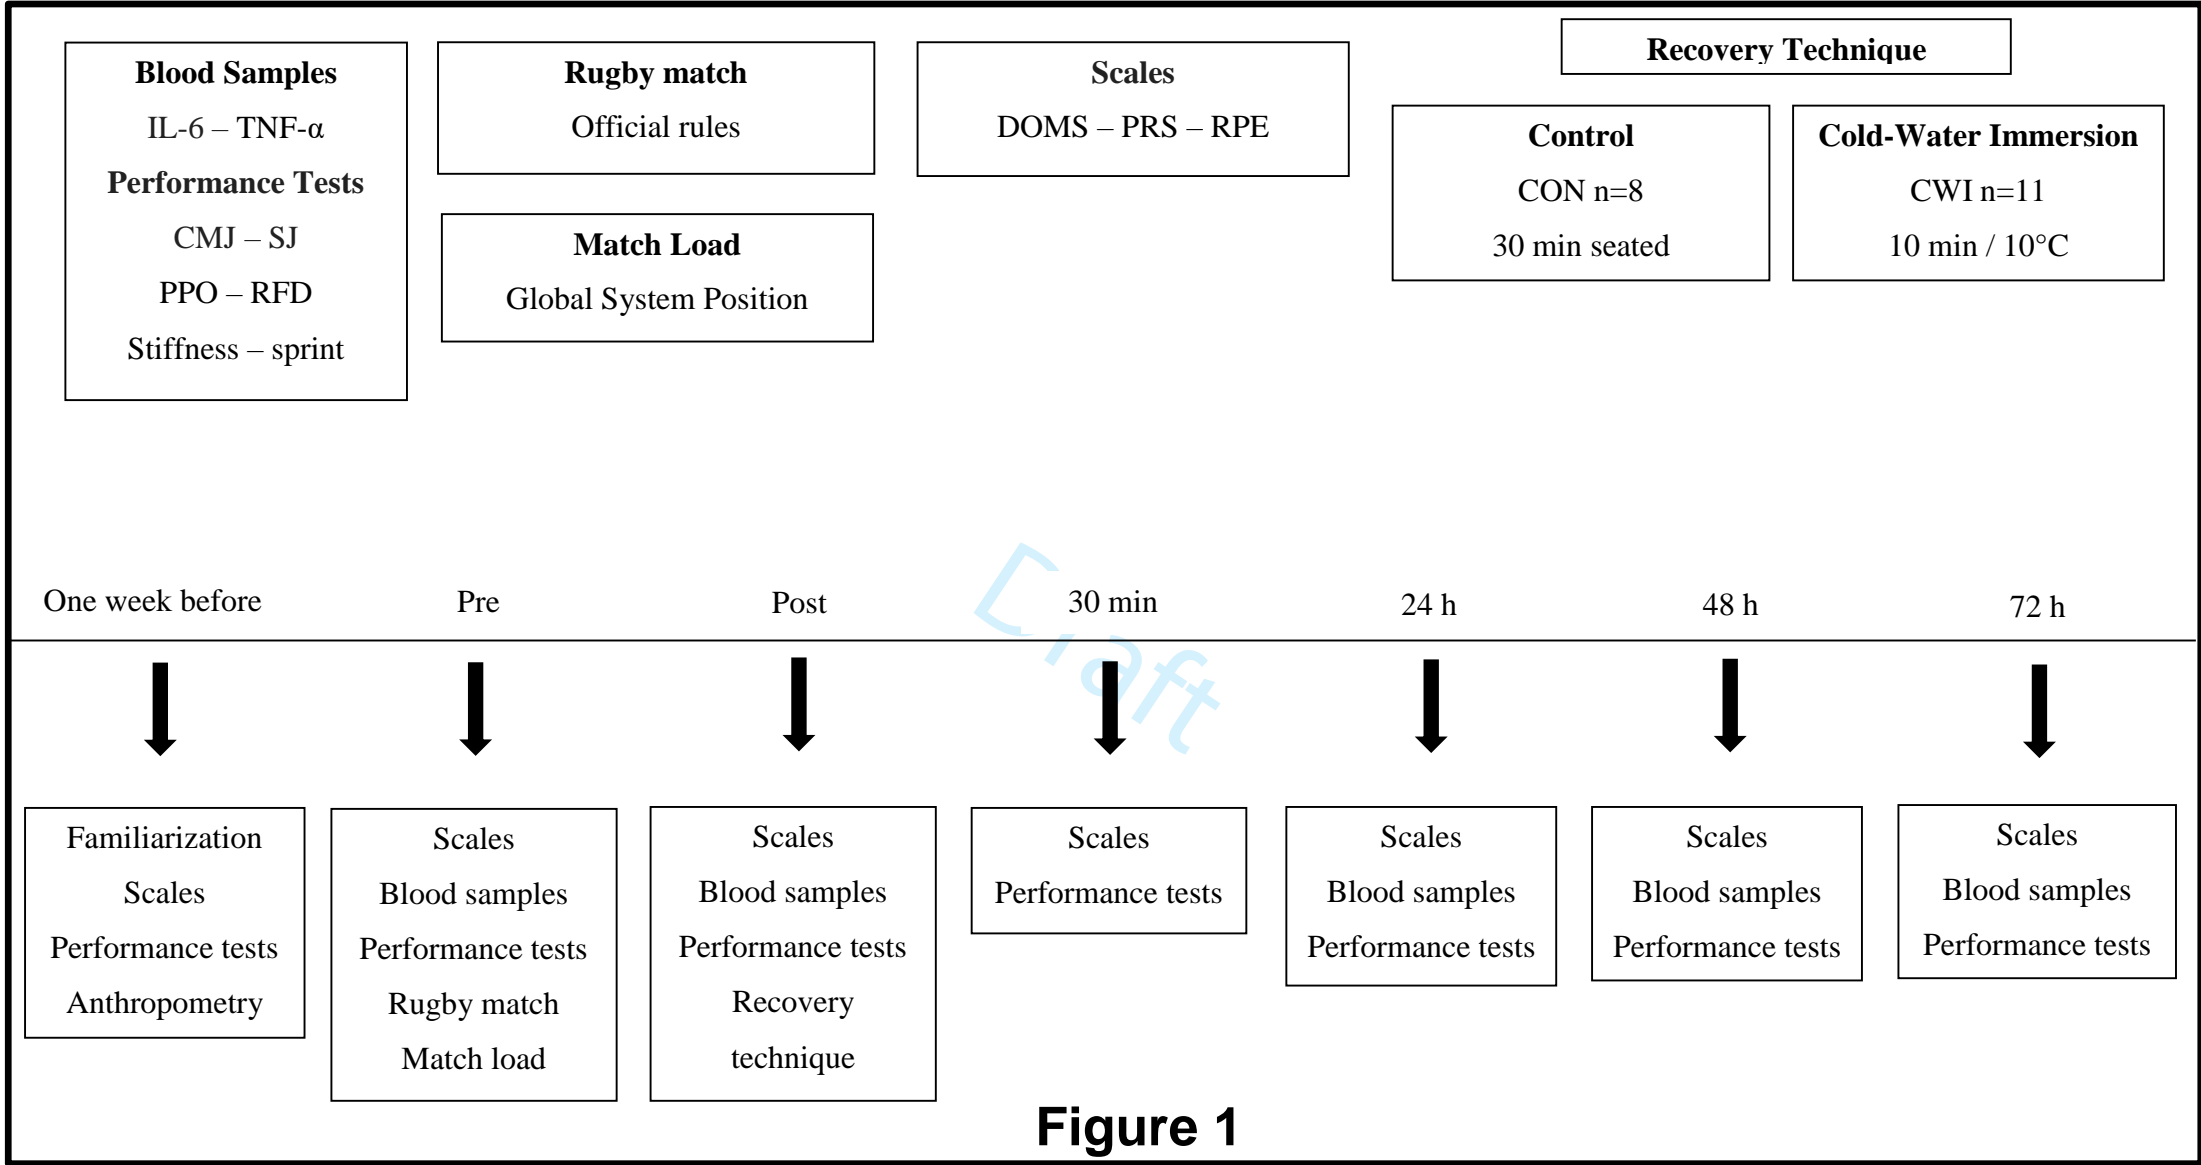 Blood Samples
IL-6 – TNF-α
Performance Tests
CMJ – SJ
PPO – RFD
Stiffness – sprint
Rugby match
Official rules
Match Load
Global System Position
Scales
DOMS – PRS – RPE
Recovery Technique
Control
CON n=8
30 min seated
Cold-Water Immersion
CWI n=11
10 min / 10°C
Draft
One week before
Pre
Post
30 min
24 h
48 h
72 h
Familiarization
Scales
Performance tests
Anthropometry
Scales
Blood samples
Performance tests
Rugby match
Match load
Scales
Blood samples
Performance tests
Recovery
technique
Scales
Performance tests
Scales
Blood samples
Performance tests
Scales
Blood samples
Performance tests
Scales
Blood samples
Performance tests
Figure 1